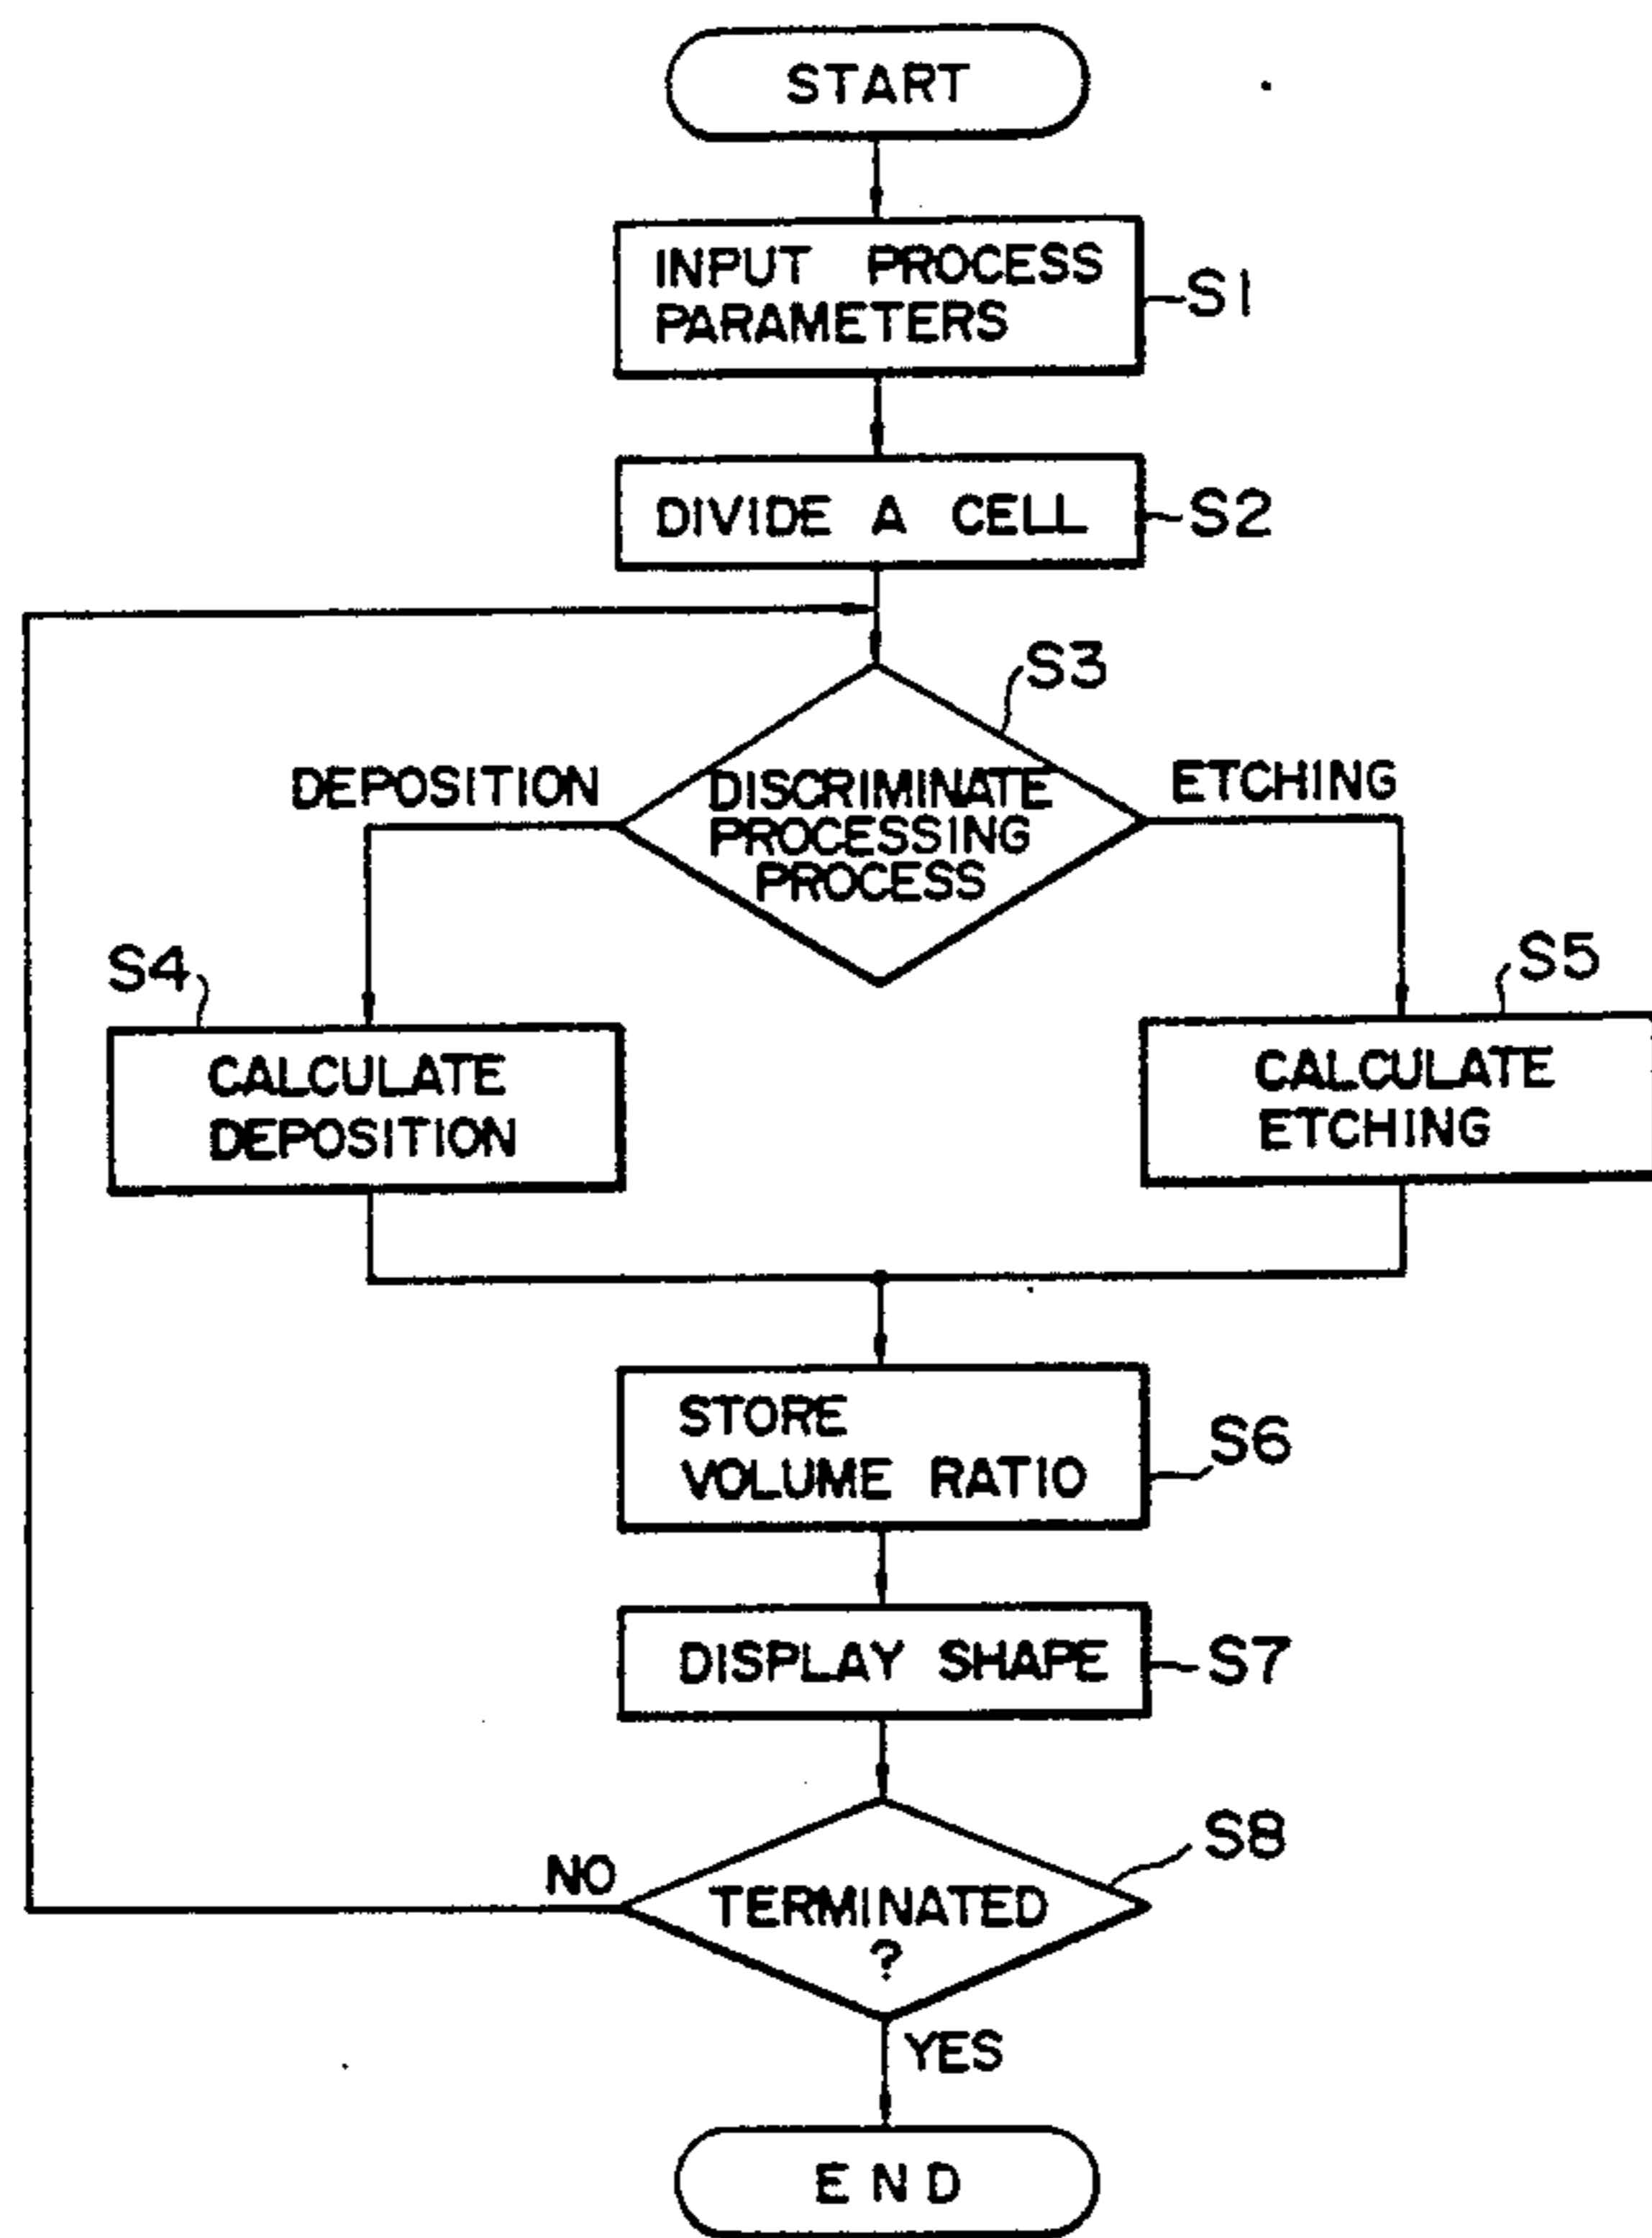 START
INPUT PROCESS
PARAMETERS
S1
DIVIDE A CELL
S2
S3
DEPOSITION
DISCRIMINATE
PROCESSING
PROCESS
ETCHING
S4
CALCULATE
DEPOSITION
S5
CALCULATE
ETCHING
STORE
VOLUME RATIO
S6
DISPLAY SHAPE
S7
S8
NO
TERMINATED
?
YES
END